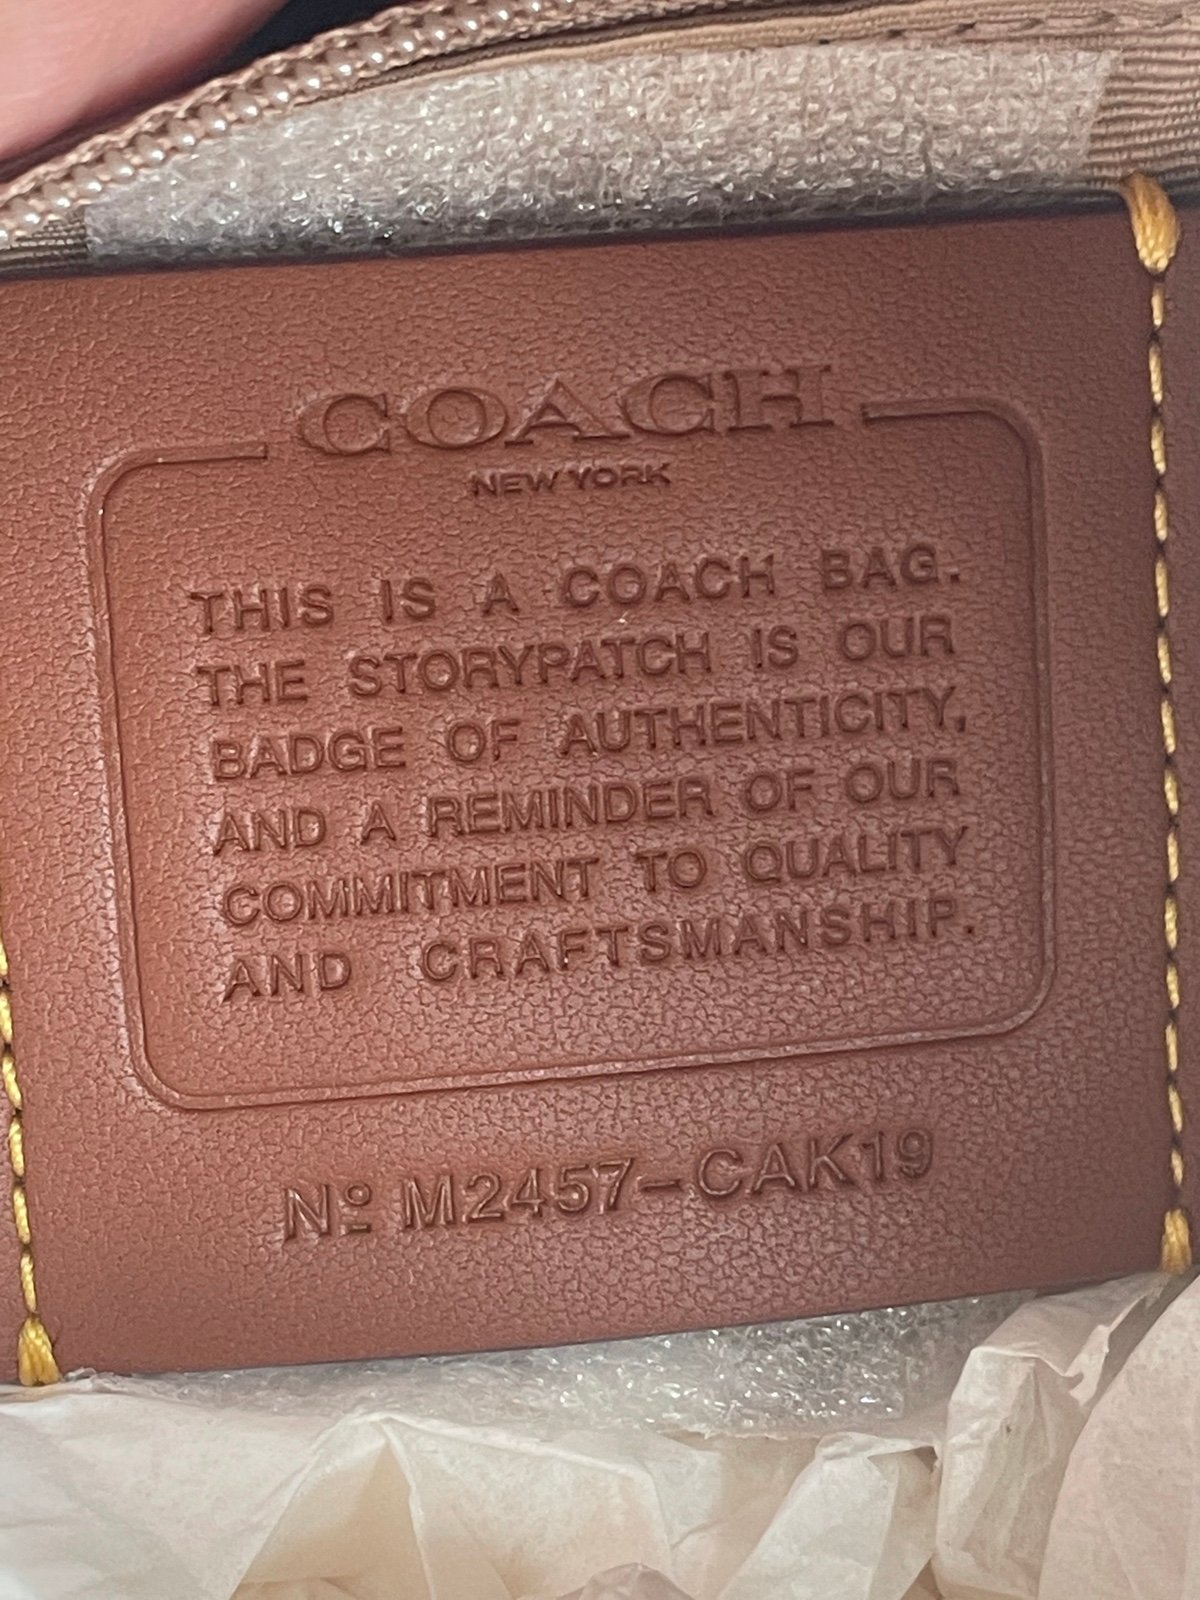 COACH
NEW YORK
THIS IS A COACH BAG.
THE STORYPATCH IS OUR
BADGE OF AUTHENTICITY,
AND A REMINDER OF OUR
COMMITMENT TO QUALITY
AND CRAFTSMANSHIP.
Nº M2457-CAK19